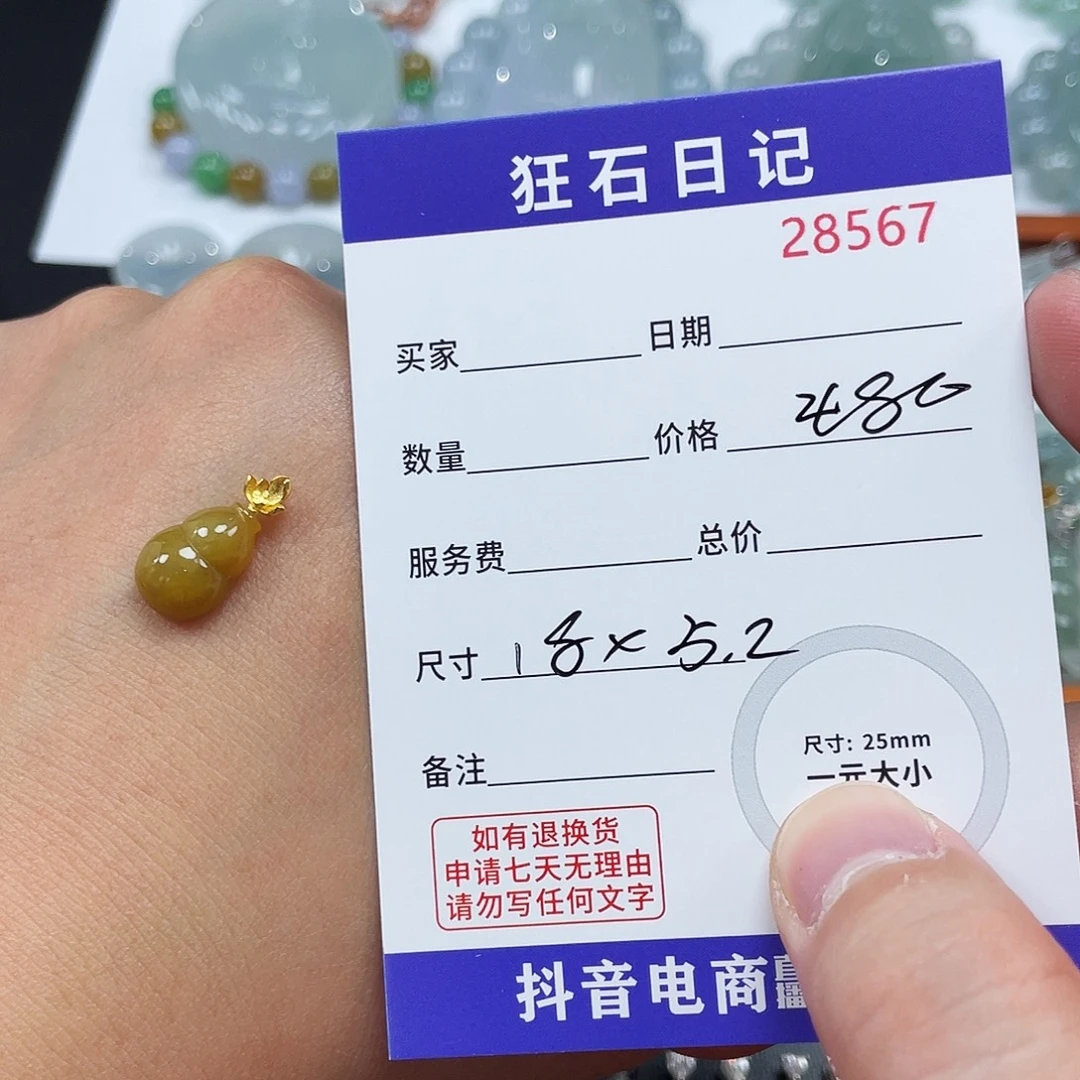 狂石日记
28567
买家 日期
数量 价格 480
服务费 总价
尺寸 18×5.2
尺寸: 25mm
一元大小
备注
如有退换货
申请七天无理由
请勿写任何文字
抖音电商直播